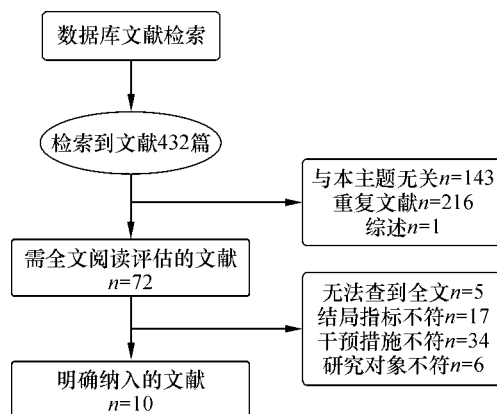 数据库文献检索
检索到文献432篇
与本主题无关n=143
重复文献n=216
综述n=1
需全文阅读评估的文献
n=72
无法查到全文n=5
结局指标不符n=17
干预措施不符n=34
研究对象不符n=6
明确纳入的文献
n=10